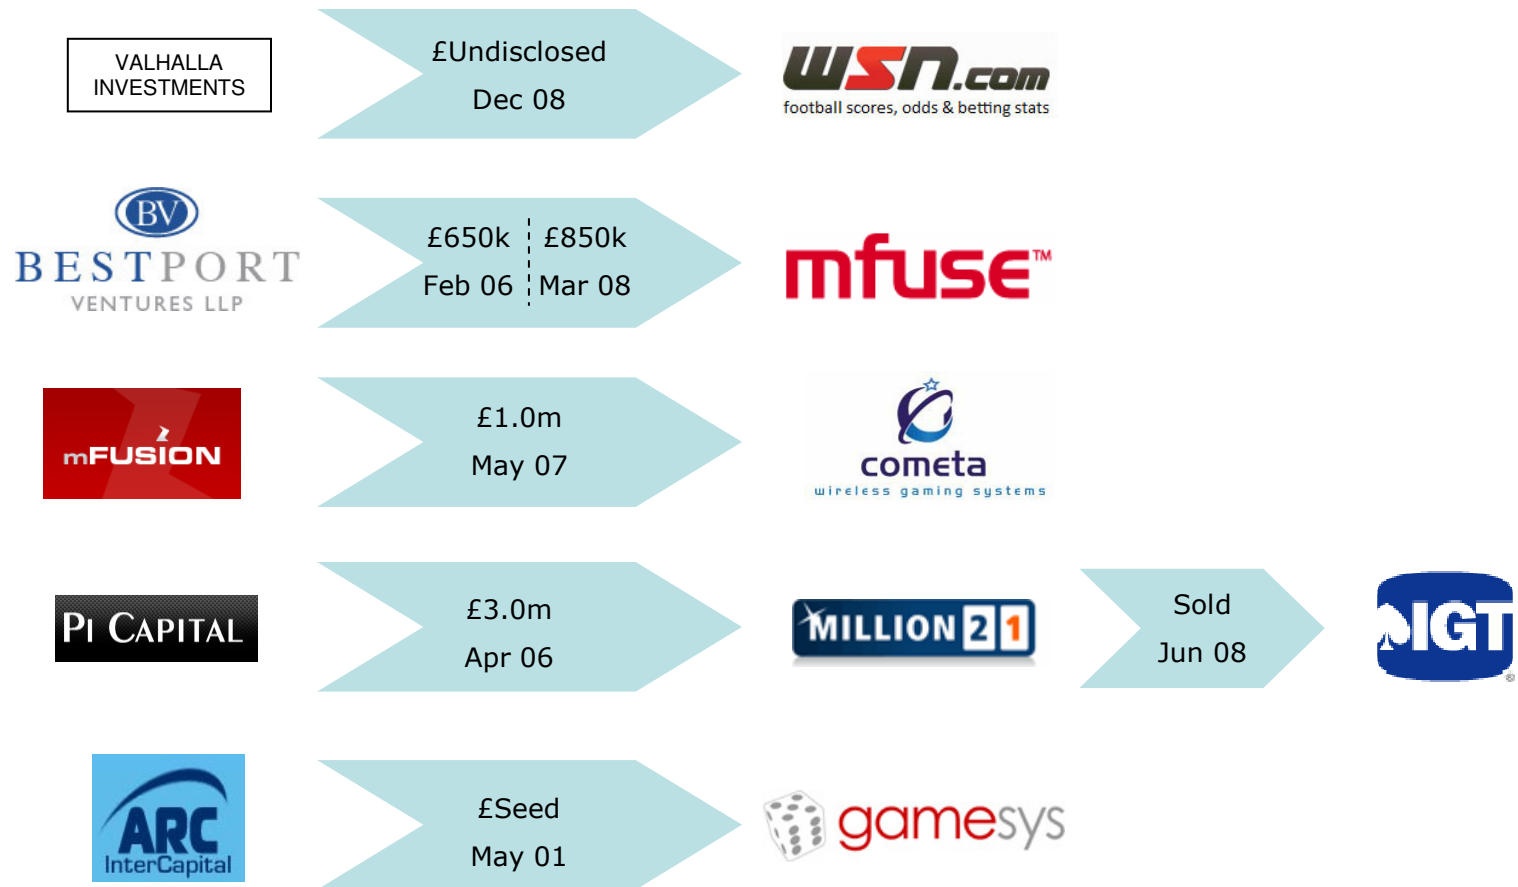 VALHALLA
INVESTMENTS
£Undisclosed
Dec 08
WSN.com
football scores, odds & betting stats
BV
BESTPORT
VENTURES LLP
£650k £850k
Feb 06 Mar 08
mfuse™
mFUSION
£1.0m
May 07
cometa
wireless gaming systems
PI CAPITAL
£3.0m
Apr 06
MILLION 2 1
Sold
Jun 08
IGT®
ARC
InterCapital
£Seed
May 01
gamesys